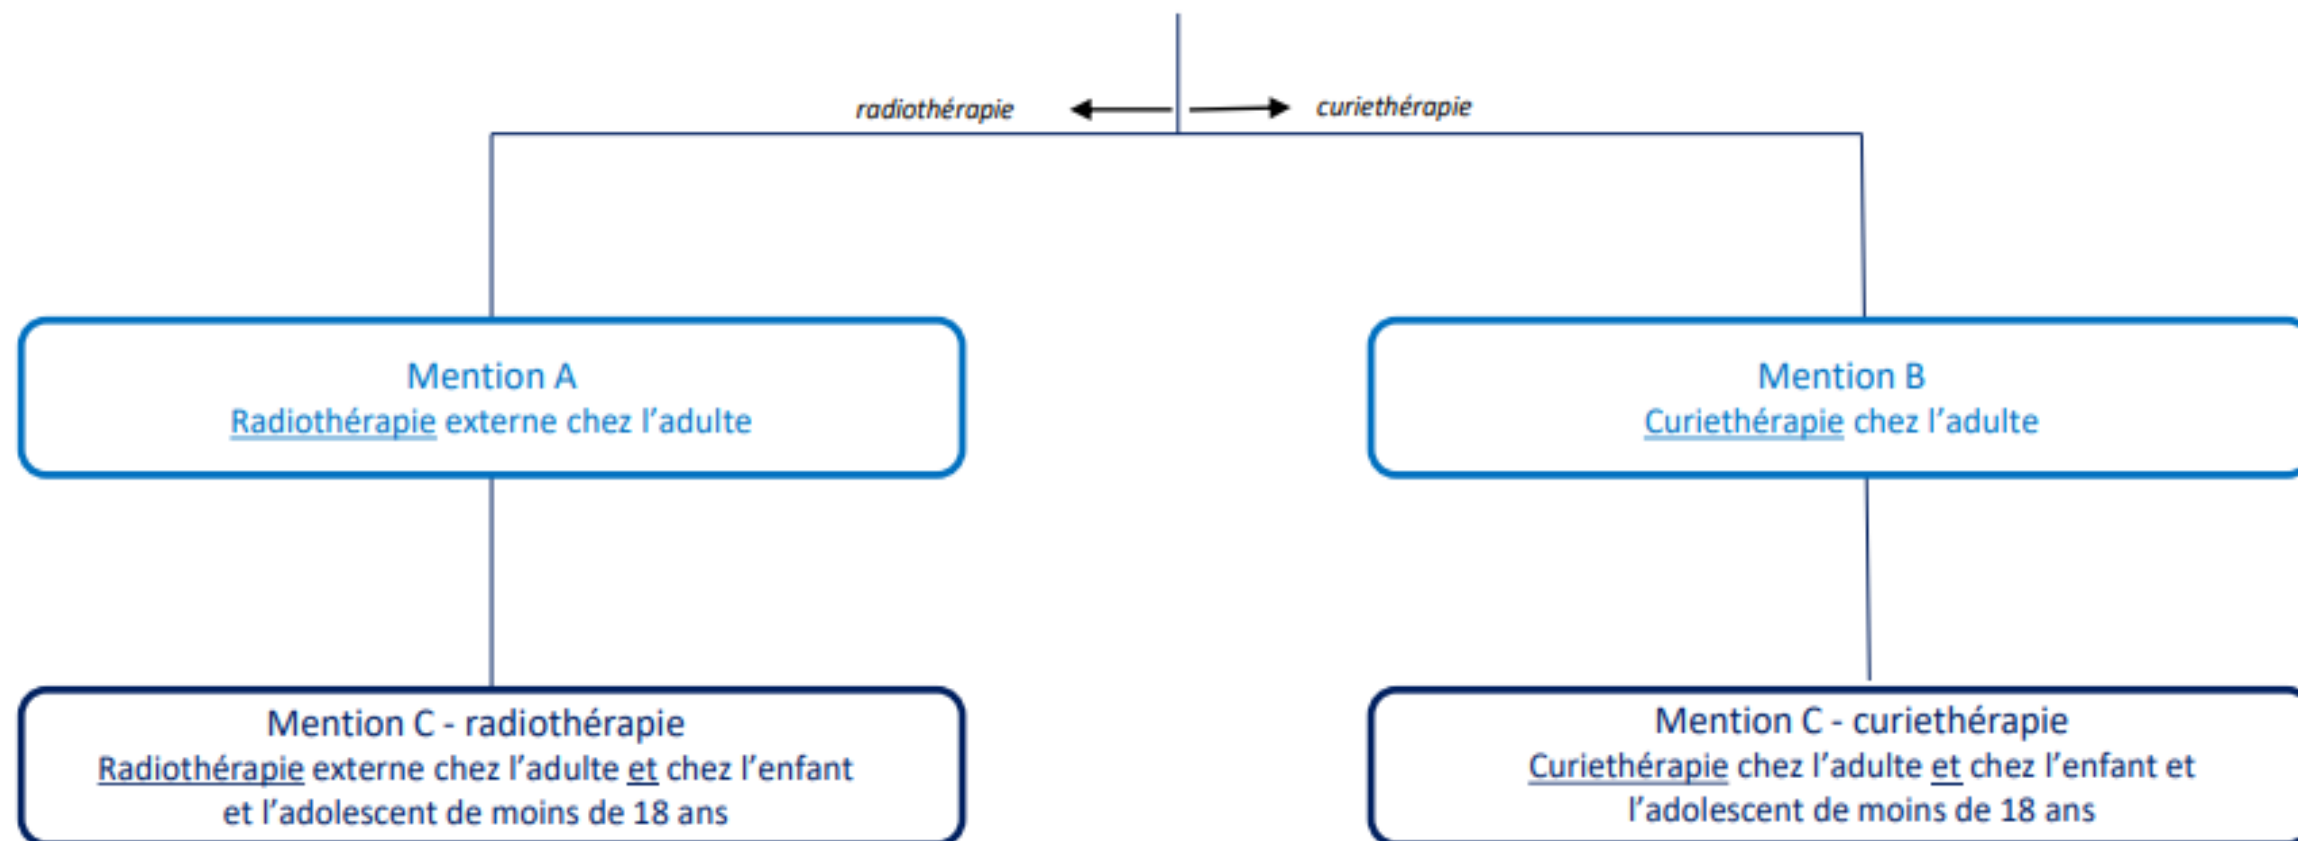 radiothérapie
curiethérapie
Mention A
Radiothérapie externe chez l'adulte
Mention B
Curiethérapie chez l'adulte
Mention C - radiothérapie
Radiothérapie externe chez l'adulte et chez l'enfant
et l'adolescent de moins de 18 ans
Mention C - curiethérapie
Curiethérapie chez l'adulte et chez l'enfant et
l'adolescent de moins de 18 ans